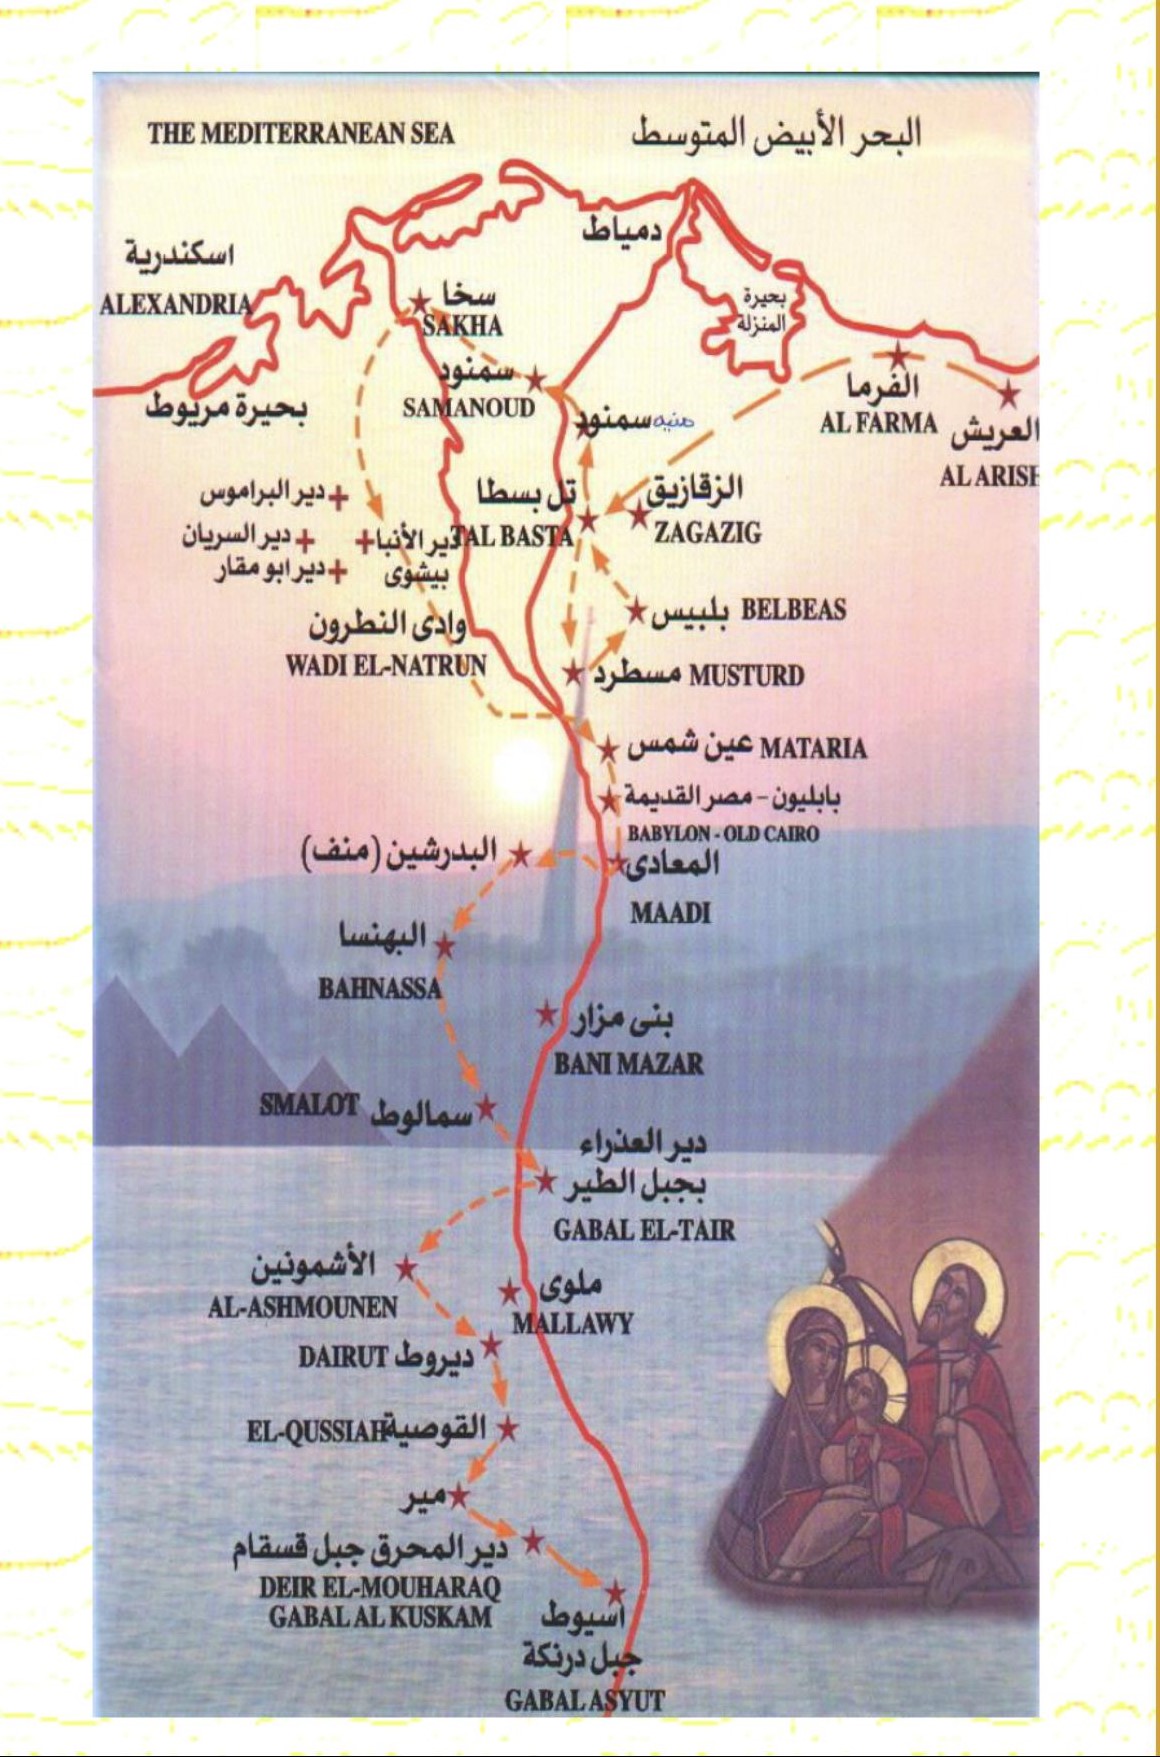 THE MEDITERRANEAN SEA
البحر الأبيض المتوسط
دمياط
اسكندرية
ALEXANDRIA
سخا
SAKHA
بحيرة
المنزلة
سمنود
SAMANOUD
الفرما
AL FARMA
العريش
AL ARISH
بحيرة مريوط
منيه سمنود
دير البراموس
دير السريان
دير ابو مقار
دير الأنبا
بيشوى
تل بسطا
TAL BASTA
الزقازيق
ZAGAZIG
بلبيس BELBEAS
وادى النطرون
WADI EL-NATRUN
مسطرد MUSTURD
عين شمس MATARIA
بابليون - مصر القديمة
BABYLON - OLD CAIRO
المعادى
MAADI
البدرشين (منف)
البهنسا
BAHNASSA
بنى مزار
BANI MAZAR
SMALOT سمالوط
دير العذراء
بجبل الطير
GABAL EL-TAIR
الأشمونين
AL-ASHMOUNEN
ملوى
MALLAWY
DAIRUT ديروط
EL-QUSSIAH القوصية
مير
دير المحرق جبل قسقام
DEIR EL-MOUHARAQ
GABAL AL KUSKAM
اسيوط
جبل درنكة
GABAL ASYUT